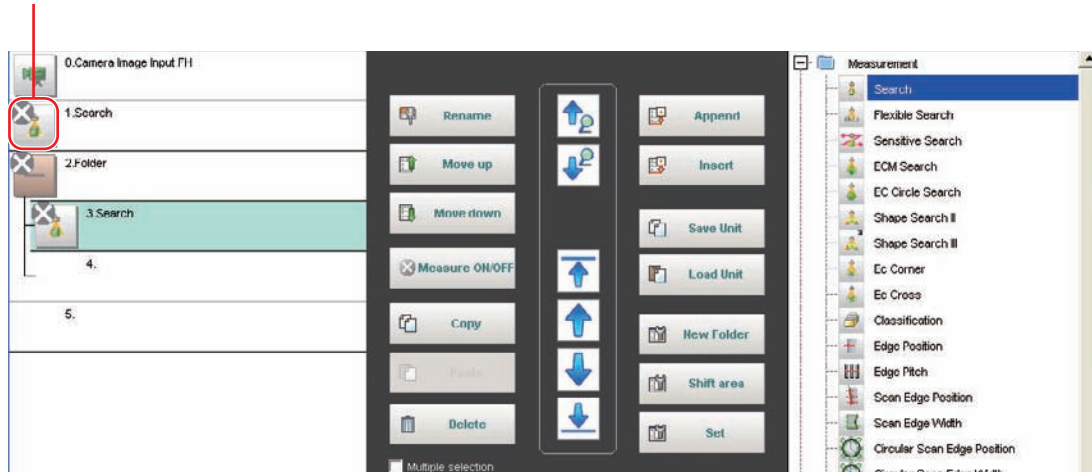 0.Camera Image Input FH
1.Search
2.Folder
3.Search
4.
5.
Rename
Move up
Move down
Measure ON/OFF
Copy
Paste
Delete
Multiple selection
Append
Insert
Save Unit
Load Unit
New Folder
Shift area
Set
Measurement
Search
Flexible Search
Sensitive Search
ECM Search
EC Circle Search
Shape Search II
Shape Search III
Ec Corner
Ec Cross
Classification
Edge Position
Edge Pitch
Scan Edge Position
Scan Edge Width
Circular Scan Edge Position